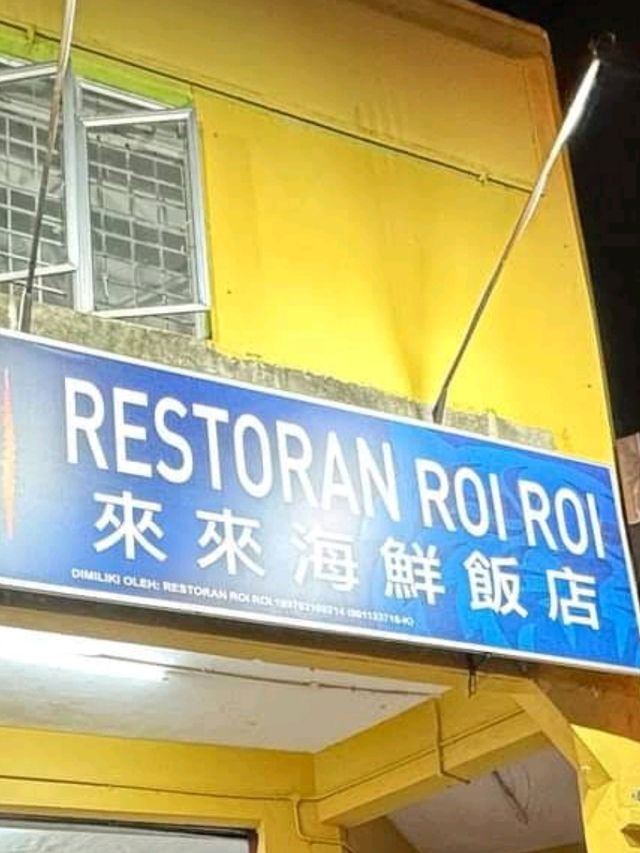 RESTORAN ROI ROI
來來海鮮飯店
DIMILIKI OLEH: RESTORAN ROI ROI